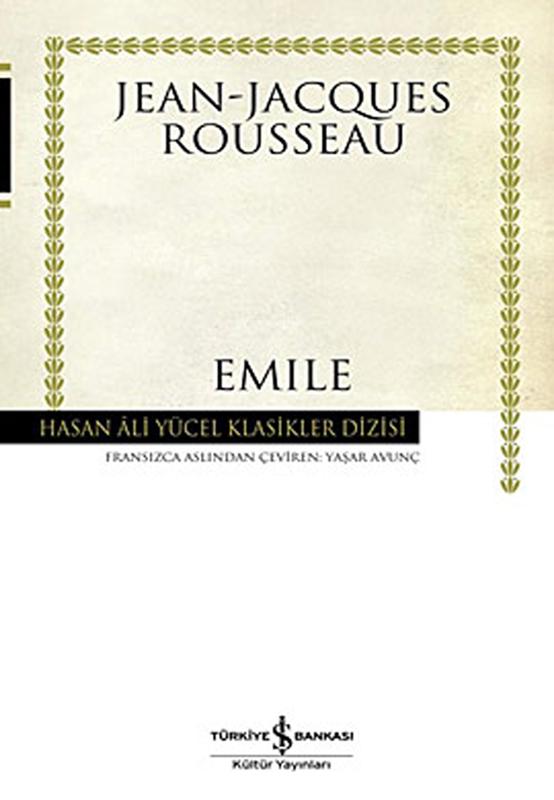 JEAN-JACQUES
ROUSSEAU
EMILE
HASAN ÂLİ YÜCEL KLASİKLER DİZİSİ
FRANSIZCA ASLINDAN ÇEVİREN: YAŞAR AVUNÇ
TÜRKİYE İŞ BANKASI
Kültür Yayınları